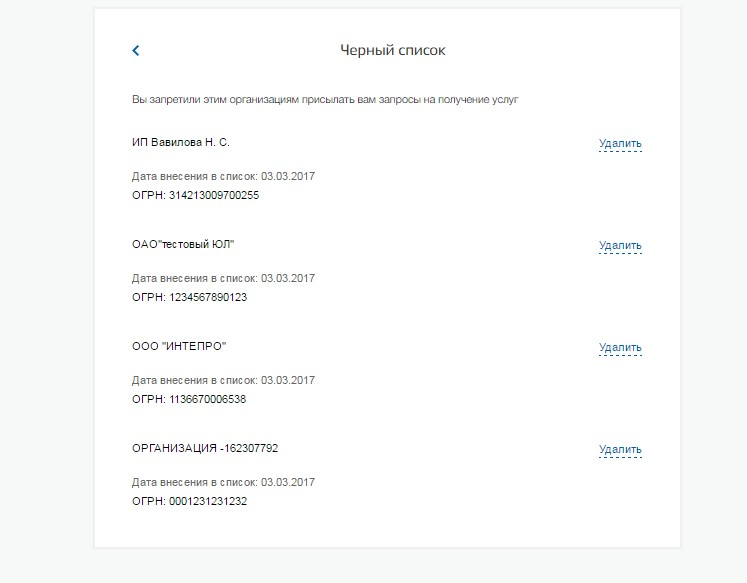 Черный список
Вы запретили этим организациям присылать вам запросы на получение услуг
ИП Вавилова Н. С.
Удалить
Дата внесения в список: 03.03.2017
ОГРН: 314213009700255
ОАО"тестовый ЮЛ"
Удалить
Дата внесения в список: 03.03.2017
ОГРН: 1234567890123
ООО "ИНТЕПРО"
Удалить
Дата внесения в список: 03.03.2017
ОГРН: 1136670006538
ОРГАНИЗАЦИЯ -162307792
Удалить
Дата внесения в список: 03.03.2017
ОГРН: 0001231231232